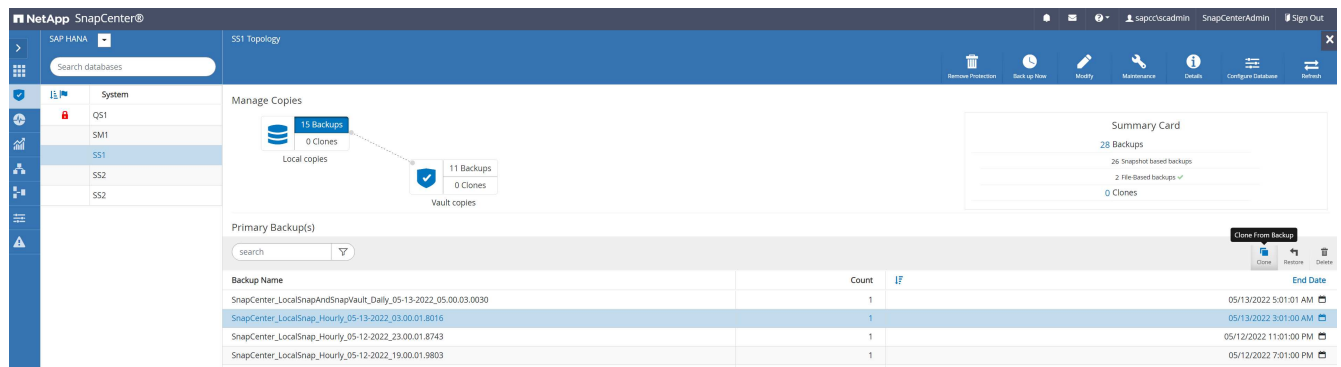 NetApp SnapCenter®
sapcc\scadmin SnapCenterAdmin Sign Out
SAP HANA
SS1 Topology
Search databases
Remove Protection Back up Now Modify Maintenance Details Configure Database Refresh
System
QS1
SM1
SS1
SS2
SS2
Manage Copies
15 Backups
0 Clones
Local copies
11 Backups
0 Clones
Vault copies
Summary Card
28 Backups
26 Snapshot based backups
2 File-Based backups ✓
0 Clones
Primary Backup(s)
Clone From Backup
search
Clone Restore Delete
Backup Name Count End Date
SnapCenter_LocalSnapAndSnapVault_Daily_05-13-2022_05.00.03.0030 1 05/13/2022 5:01:01 AM
SnapCenter_LocalSnap_Hourly_05-13-2022_03.00.01.8016 1 05/13/2022 3:01:00 AM
SnapCenter_LocalSnap_Hourly_05-12-2022_23.00.01.8743 1 05/12/2022 11:01:00 PM
SnapCenter_LocalSnap_Hourly_05-12-2022_19.00.01.9803 1 05/12/2022 7:01:00 PM